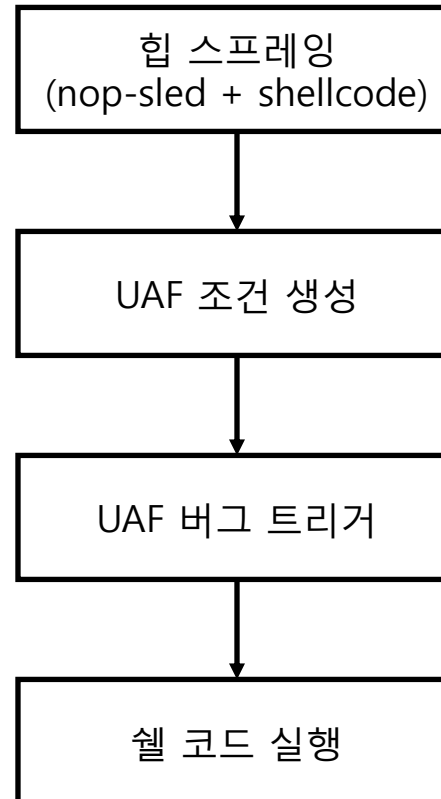 힙 스프레잉
(nop-sled + shellcode)
UAF 조건 생성
UAF 버그 트리거
쉘 코드 실행